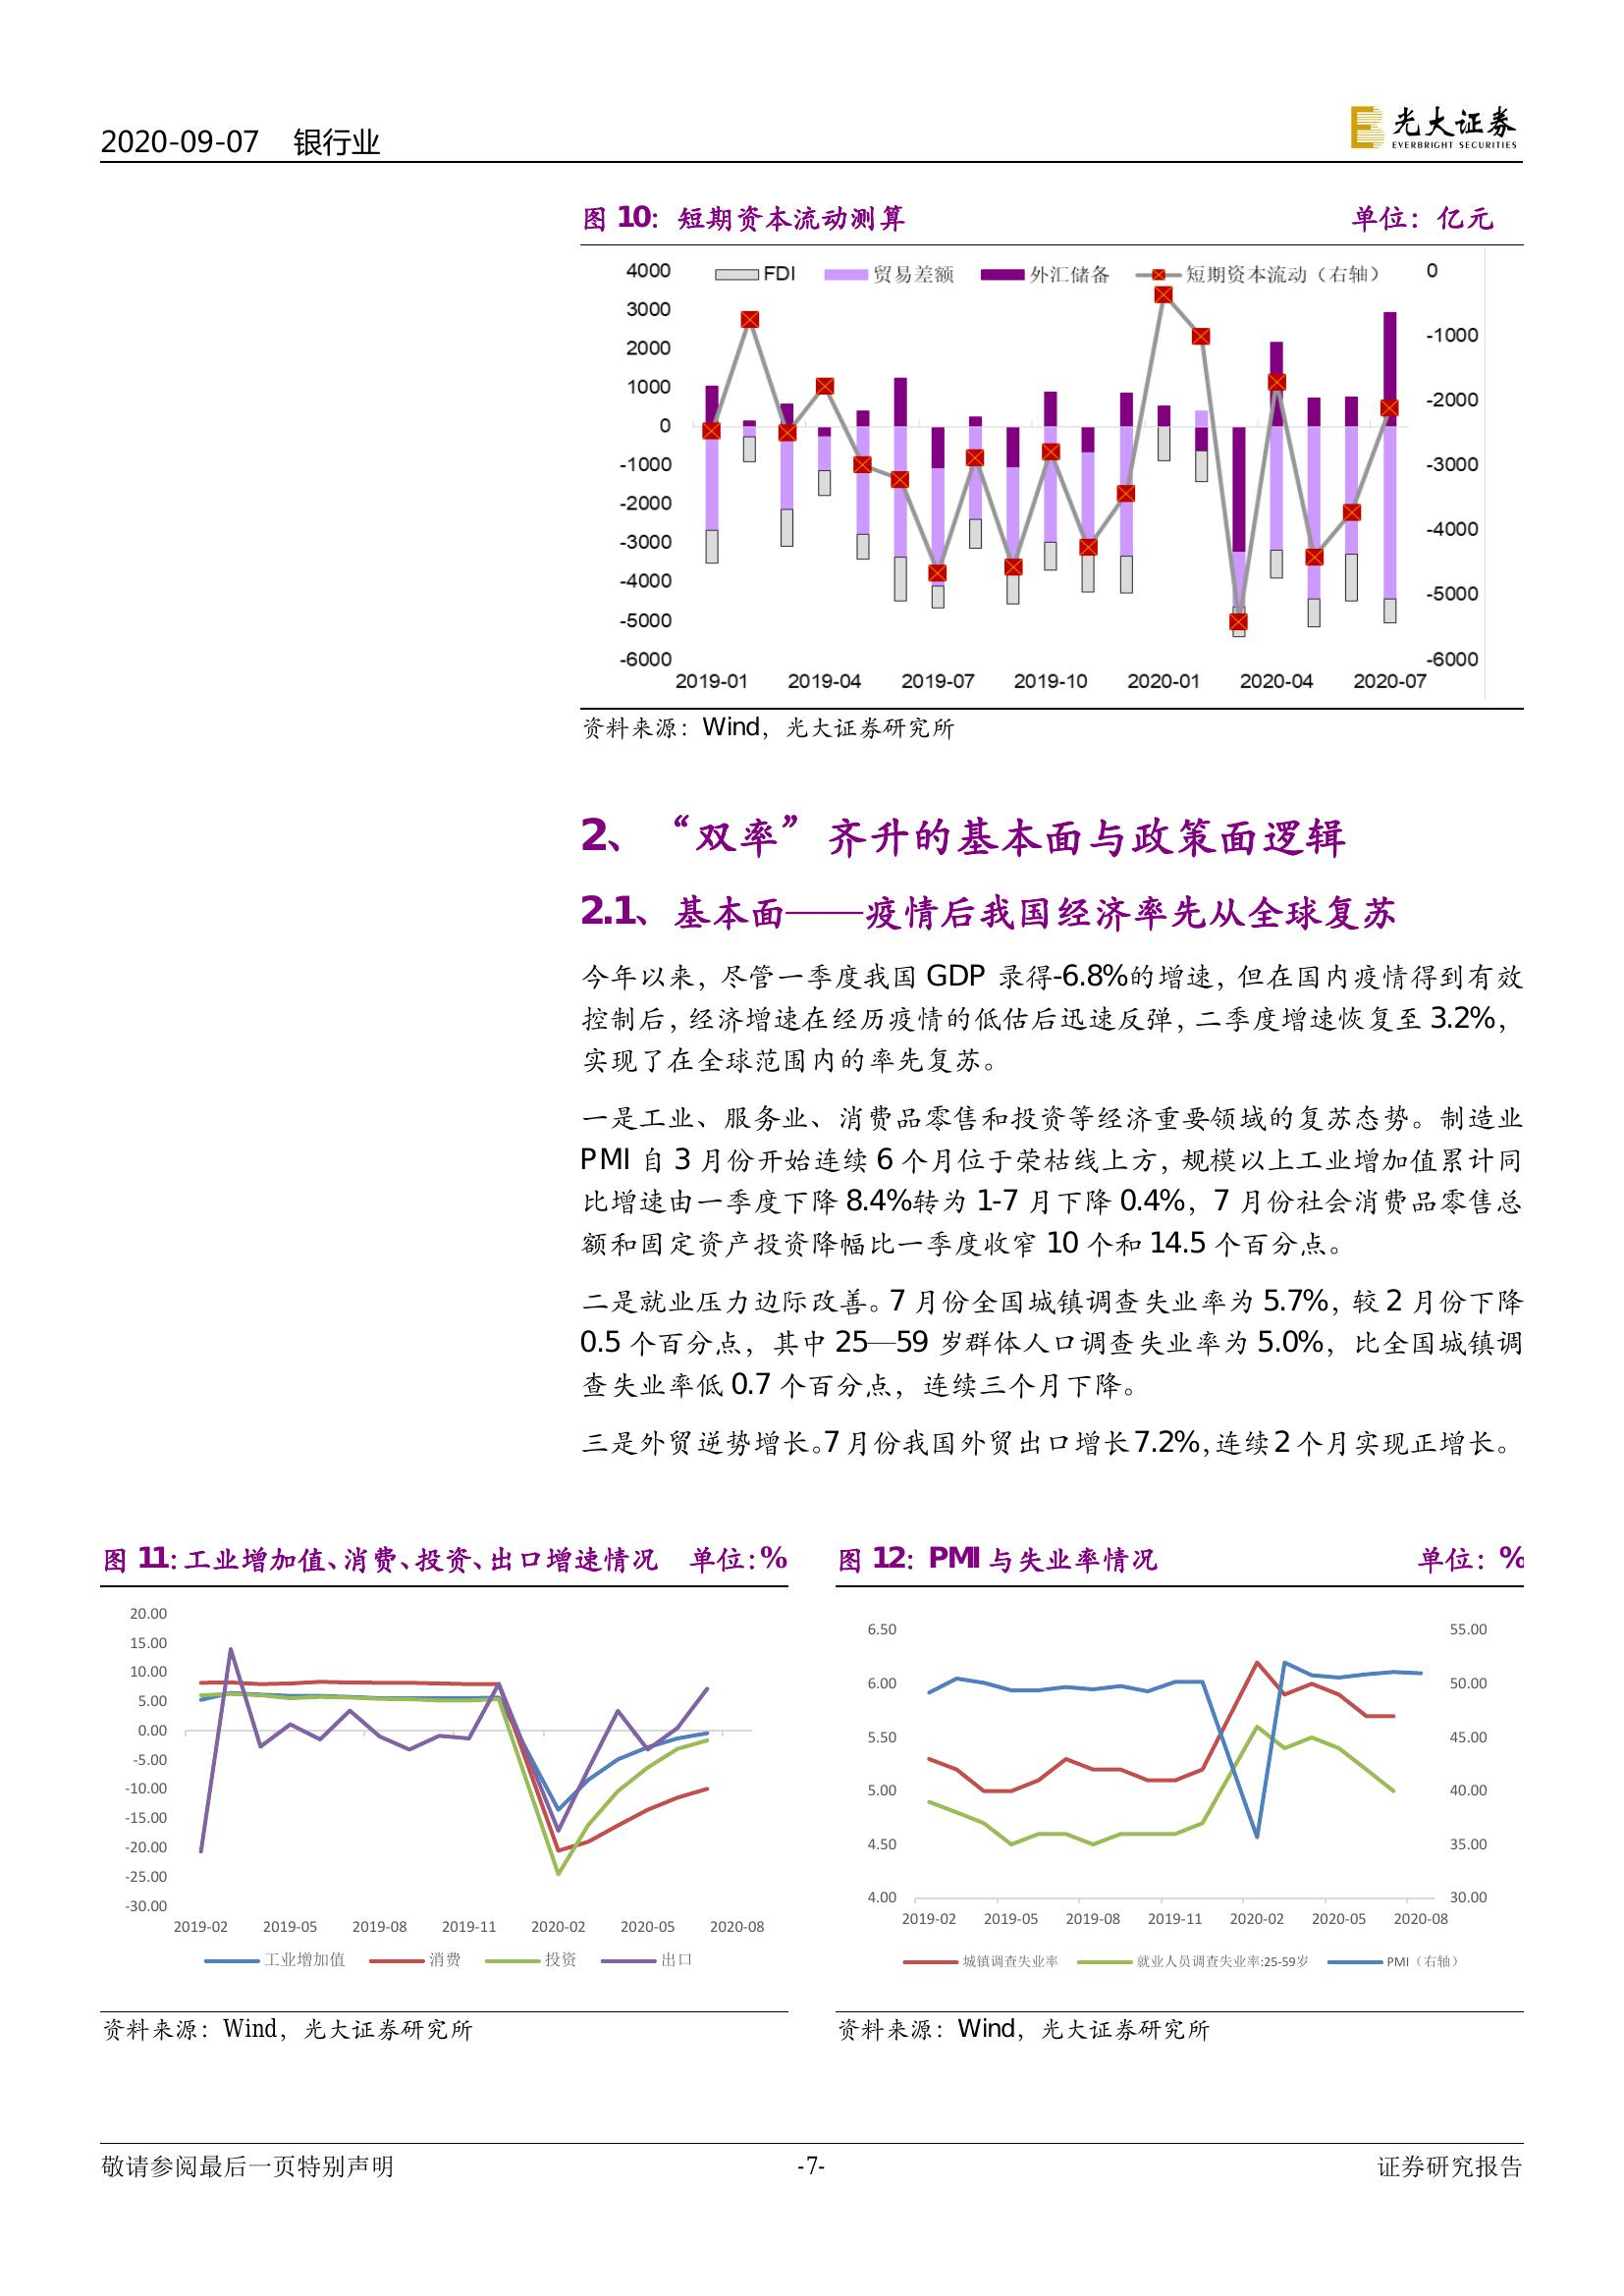 2020-09-07 银行业
光大证券
EVERBRIGHT SECURITIES
图 10：短期资本流动测算 单位：亿元
FDI 贸易差额 外汇储备 短期资本流动（右轴）
4000
3000
2000
1000
0
-1000
-2000
-3000
-4000
-5000
-6000
0
-1000
-2000
-3000
-4000
-5000
-6000
2019-01 2019-04 2019-07 2019-10 2020-01 2020-04 2020-07
资料来源：Wind，光大证券研究所
2、“双率”齐升的基本面与政策面逻辑
2.1、基本面——疫情后我国经济率先从全球复苏
今年以来，尽管一季度我国 GDP 录得-6.8%的增速，但在国内疫情得到有效
控制后，经济增速在经历疫情的低估后迅速反弹，二季度增速恢复至 3.2%，
实现了在全球范围内的率先复苏。
一是工业、服务业、消费品零售和投资等经济重要领域的复苏态势。制造业
PMI 自 3 月份开始连续 6 个月位于荣枯线上方，规模以上工业增加值累计同
比增速由一季度下降 8.4%转为 1-7 月下降 0.4%，7 月份社会消费品零售总
额和固定资产投资降幅比一季度收窄 10 个和 14.5 个百分点。
二是就业压力边际改善。7 月份全国城镇调查失业率为 5.7%，较 2 月份下降
0.5 个百分点，其中 25—59 岁群体人口调查失业率为 5.0%，比全国城镇调
查失业率低 0.7 个百分点，连续三个月下降。
三是外贸逆势增长。7 月份我国外贸出口增长 7.2%，连续 2 个月实现正增长。
图 11：工业增加值、消费、投资、出口增速情况 单位：%
20.00
15.00
10.00
5.00
0.00
-5.00
-10.00
-15.00
-20.00
-25.00
-30.00
2019-02 2019-05 2019-08 2019-11 2020-02 2020-05 2020-08
工业增加值 消费 投资 出口
资料来源：Wind，光大证券研究所
图 12：PMI 与失业率情况 单位：%
6.50
6.00
5.50
5.00
4.50
4.00
55.00
50.00
45.00
40.00
35.00
30.00
2019-02 2019-05 2019-08 2019-11 2020-02 2020-05 2020-08
城镇调查失业率 就业人员调查失业率:25-59岁 PMI（右轴）
资料来源：Wind，光大证券研究所
敬请参阅最后一页特别声明 -7- 证券研究报告